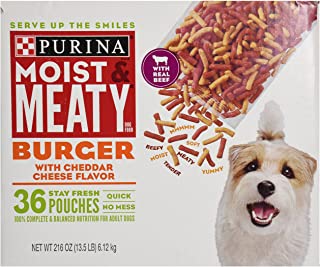 SERVE UP THE SMILES
PURINA
MOIST &
MEATY
DOG
FOOD
BURGER
WITH CHEDDAR
CHEESE FLAVOR
36 STAY FRESH
POUCHES
QUICK
NO MESS
100% COMPLETE & BALANCED NUTRITION FOR ADULT DOGS
NET WT 216 OZ (13.5 LB) 6.12 kg
WITH
REAL
BEEF
MMMMM
BEEFY
SOFT
MOIST
MEATY
TENDER
YUMMY